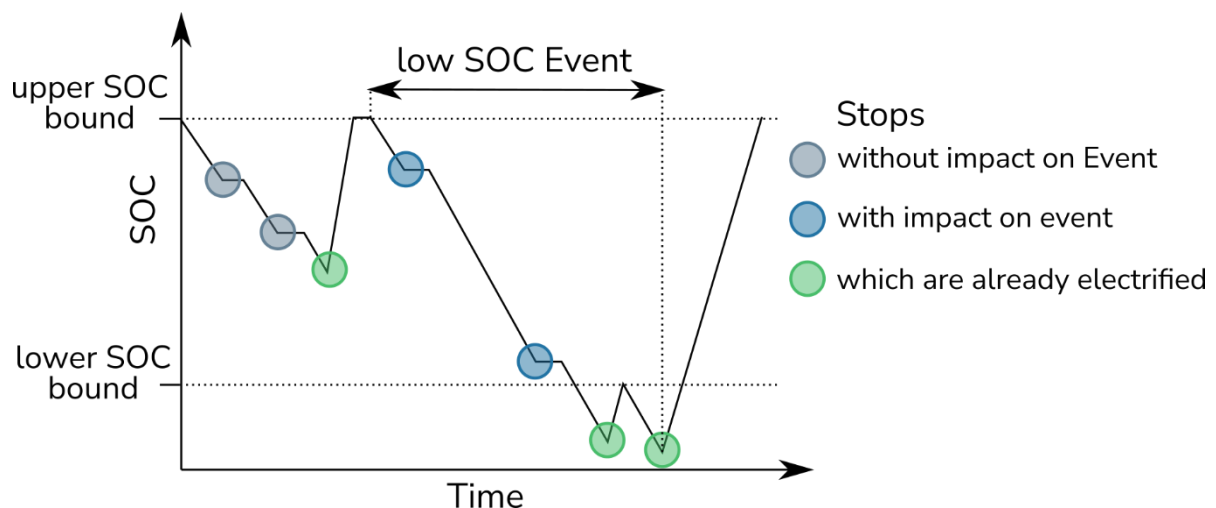 low SOC Event
upper SOC
bound
SOC
lower SOC
bound
Time
Stops
without impact on Event
with impact on event
which are already electrified